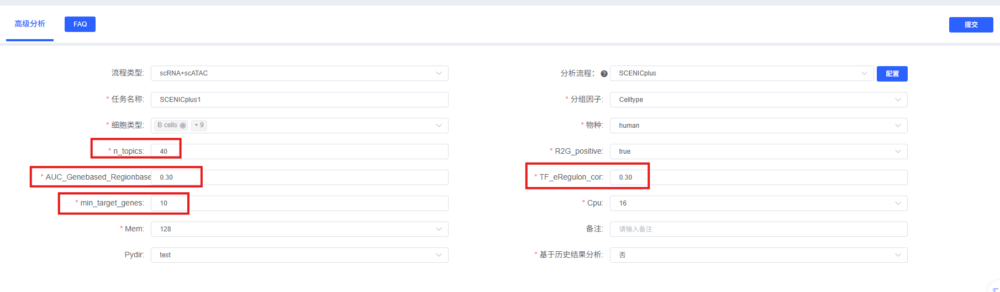 高级分析 FAQ 提交
流程类型: scRNA+scATAC 分析流程: ? SCENICplus 配置
* 任务名称: SCENICplus1 * 分组因子: Celltype
* 细胞类型: B cells + 9 * 物种: human
* n_topics: 40 * R2G_positive: true
* AUC_Genebased_Regionbase 0.30 * TF_eRegulon_cor: 0.30
* min_target_genes: 10 * Cpu: 16
* Mem: 128 备注: 请输入备注
Pydir: test * 基于历史结果分析: 否